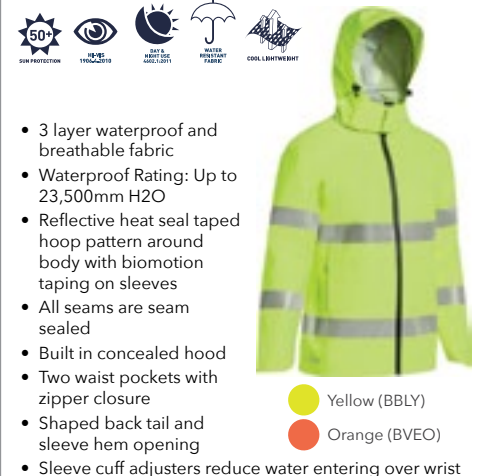 50+
SUN PROTECTION
HI-VIS
DAY &
NIGHT USE
4602.1:2011
WATER
RESISTANT
FABRIC
COOL LIGHTWEIGHT
• 3 layer waterproof and
breathable fabric
• Waterproof Rating: Up to
23,500mm H2O
• Reflective heat seal taped
hoop pattern around
body with biomotion
taping on sleeves
• All seams are seam
sealed
• Built in concealed hood
• Two waist pockets with
zipper closure
• Shaped back tail and
sleeve hem opening
• Sleeve cuff adjusters reduce water entering over wrist
Yellow (BBLY)
Orange (BVEO)